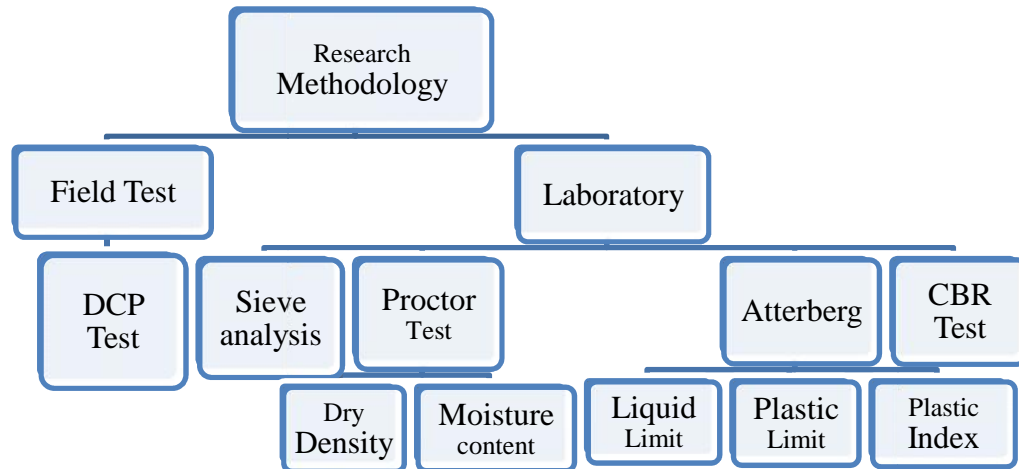 Research
Methodology
Field Test
Laboratory
DCP
Test
Sieve
analysis
Proctor
Test
Atterberg
CBR
Test
Dry
Density
Moisture
content
Liquid
Limit
Plastic
Limit
Plastic
Index